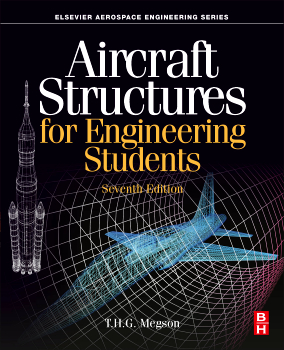 ELSEVIER AEROSPACE ENGINEERING SERIES
Aircraft
Structures
for Engineering
Students
Seventh Edition
T.H.G. Megson
B
H